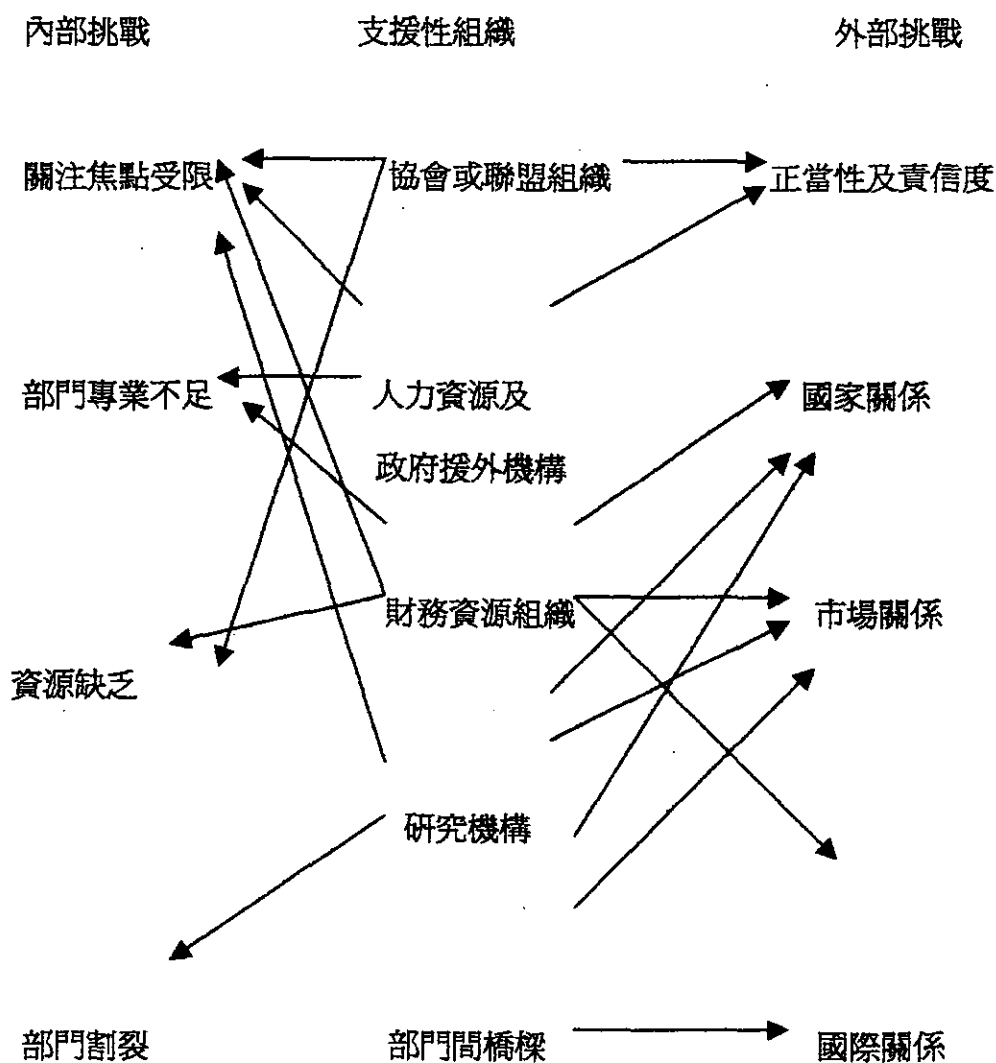 內部挑戰 支援性組織 外部挑戰
關注焦點受限 協會或聯盟組織 正當性及責信度
部門專業不足 人力資源及 國家關係
政府援外機構
財務資源組織 市場關係
資源缺乏
研究機構
部門割裂 部門間橋樑 國際關係